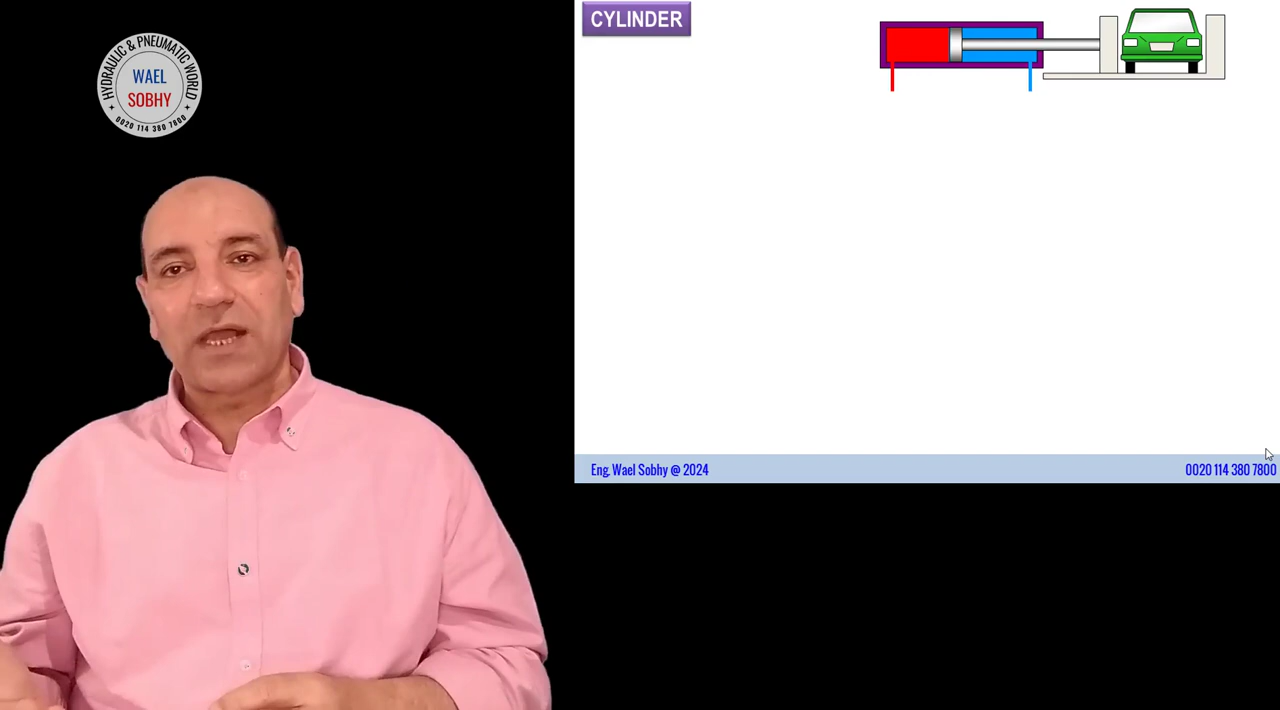 HYDRAULIC & PNEUMATIC WORLD
WAEL
SOBHY
0020 114 380 7800
CYLINDER
Eng. Wael Sobhy @ 2024
0020 114 380 7800